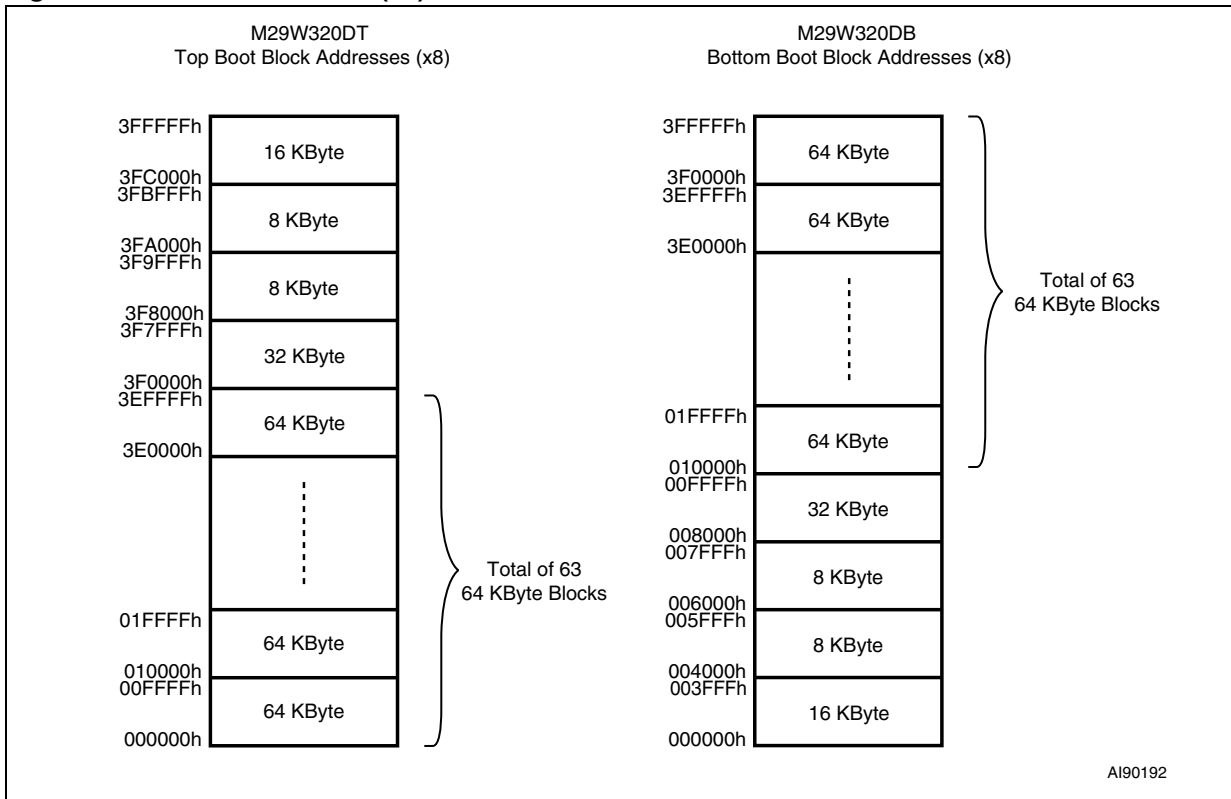 M29W320DT
Top Boot Block Addresses (x8)
3FFFFFh
16 KByte
3FC000h
3FBFFFh
8 KByte
3FA000h
3F9FFFh
8 KByte
3F8000h
3F7FFFh
32 KByte
3F0000h
3EFFFFh
64 KByte
3E0000h
Total of 63
64 KByte Blocks
01FFFFh
64 KByte
010000h
00FFFFh
64 KByte
000000h
M29W320DB
Bottom Boot Block Addresses (x8)
3FFFFFh
64 KByte
3F0000h
3EFFFFh
64 KByte
3E0000h
Total of 63
64 KByte Blocks
01FFFFh
64 KByte
010000h
00FFFFh
32 KByte
008000h
007FFFh
8 KByte
006000h
005FFFh
8 KByte
004000h
003FFFh
16 KByte
000000h
AI90192